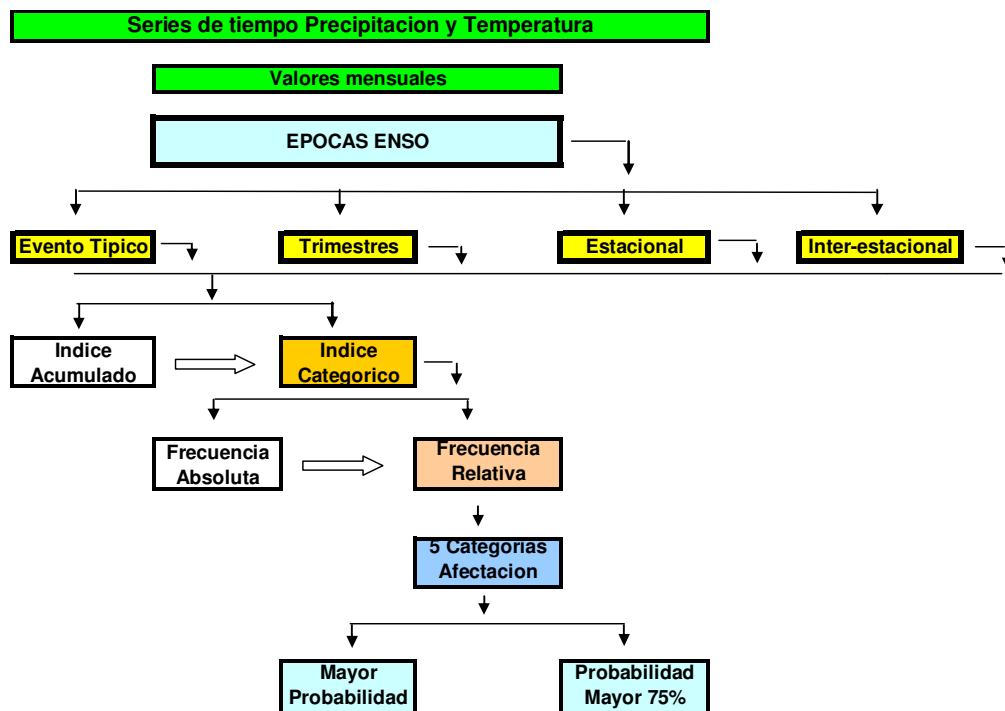 Series de tiempo Precipitacion y Temperatura
Valores mensuales
EPOCAS ENSO
Evento Tipico
Trimestres
Estacional
Inter-estacional
Indice
Acumulado
Indice
Categorico
Frecuencia
Absoluta
Frecuencia
Relativa
5 Categorias
Afectacion
Mayor
Probabilidad
Probabilidad
Mayor 75%